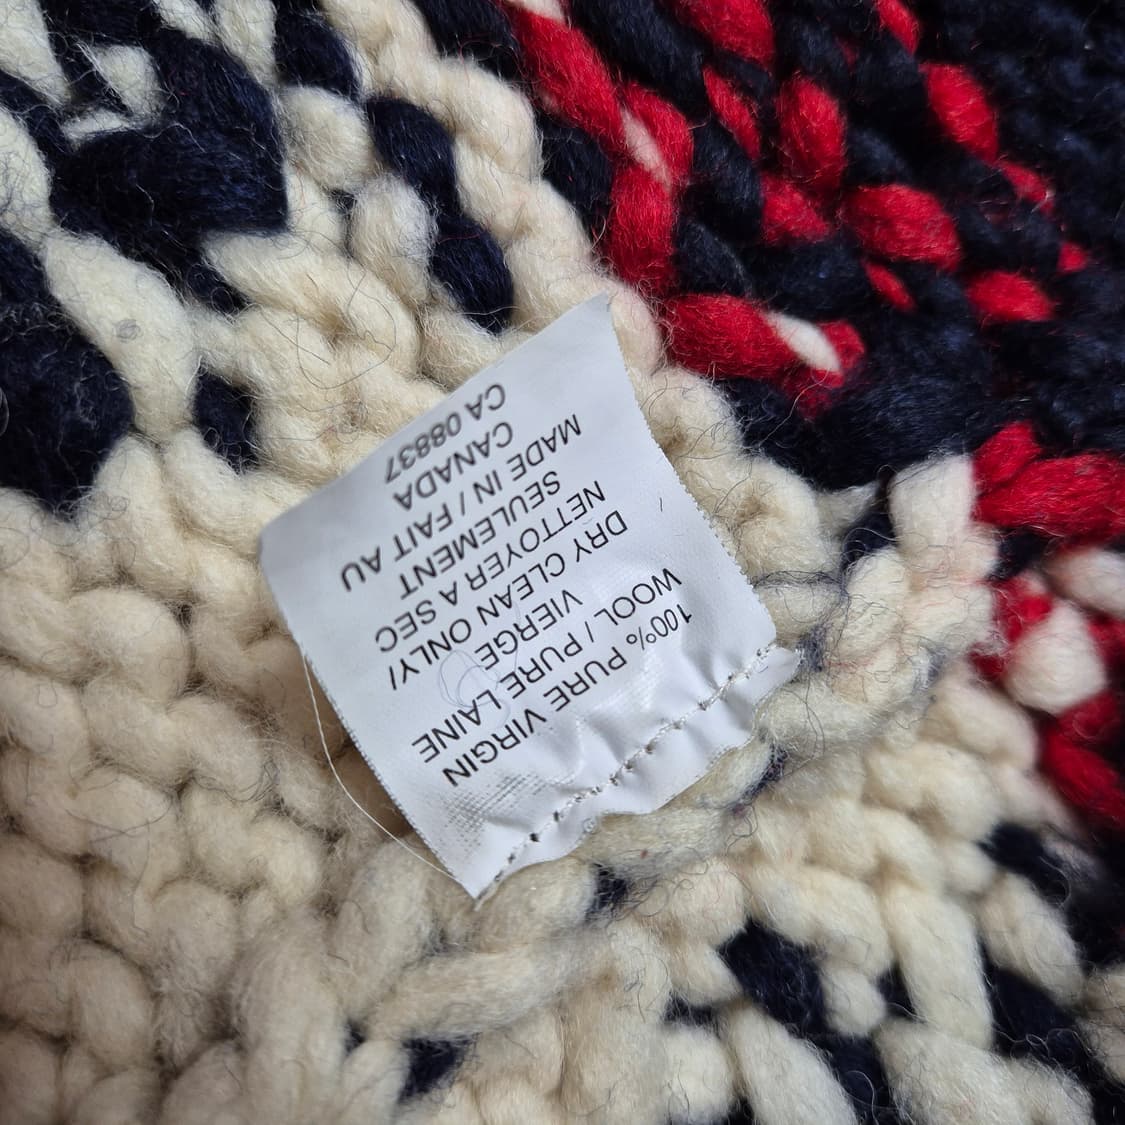 100% PURE VIRGIN
WOOL / PURE LAINE
VIERGE
DRY CLEAN ONLY/
NETTOYER A SEC
SEULEMENT
MADE IN / FAIT AU
CANADA
CA 08837